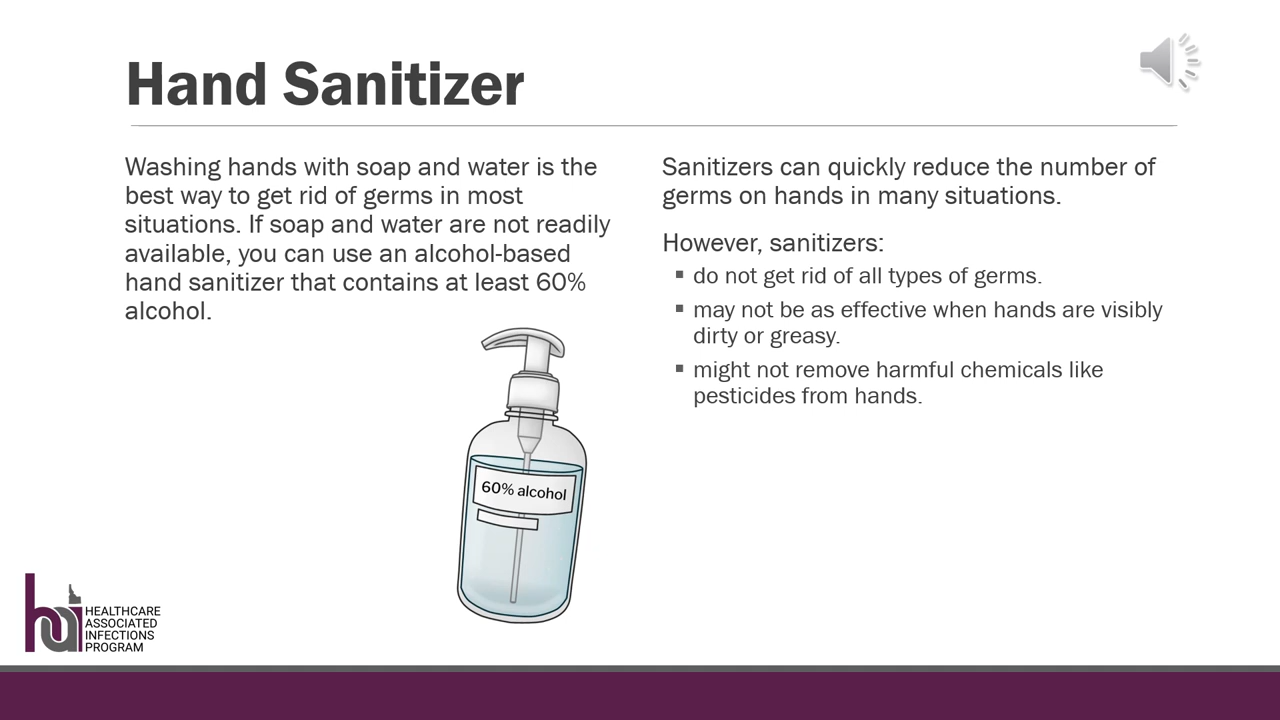 Hand Sanitizer
Washing hands with soap and water is the
best way to get rid of germs in most
situations. If soap and water are not readily
available, you can use an alcohol-based
hand sanitizer that contains at least 60%
alcohol.
Sanitizers can quickly reduce the number of
germs on hands in many situations.
However, sanitizers:
▪ do not get rid of all types of germs.
▪ may not be as effective when hands are visibly
dirty or greasy.
▪ might not remove harmful chemicals like
pesticides from hands.
60% alcohol
hai
HEALTHCARE
ASSOCIATED
INFECTIONS
PROGRAM